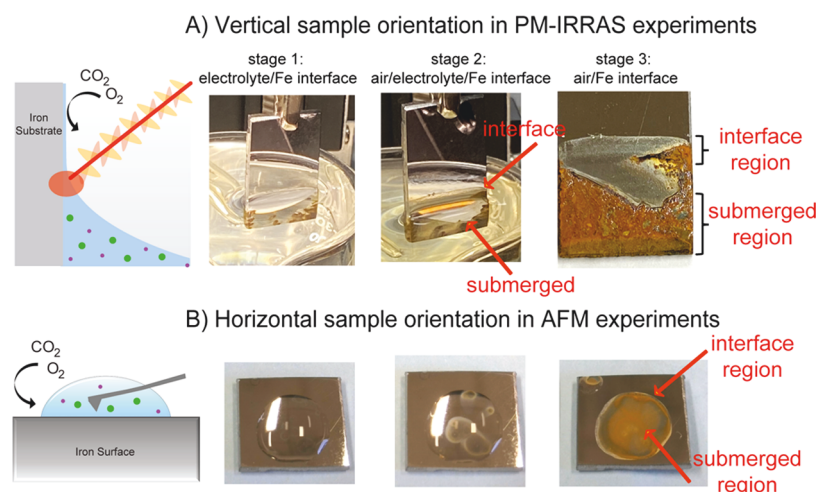 A) Vertical sample orientation in PM-IRRAS experiments
stage 1:
electrolyte/Fe interface
stage 2:
air/electrolyte/Fe interface
stage 3:
air/Fe interface
CO2
O2
Iron
Substrate
interface
submerged
interface
region
submerged
region
B) Horizontal sample orientation in AFM experiments
CO2
O2
Iron Surface
interface
region
submerged
region